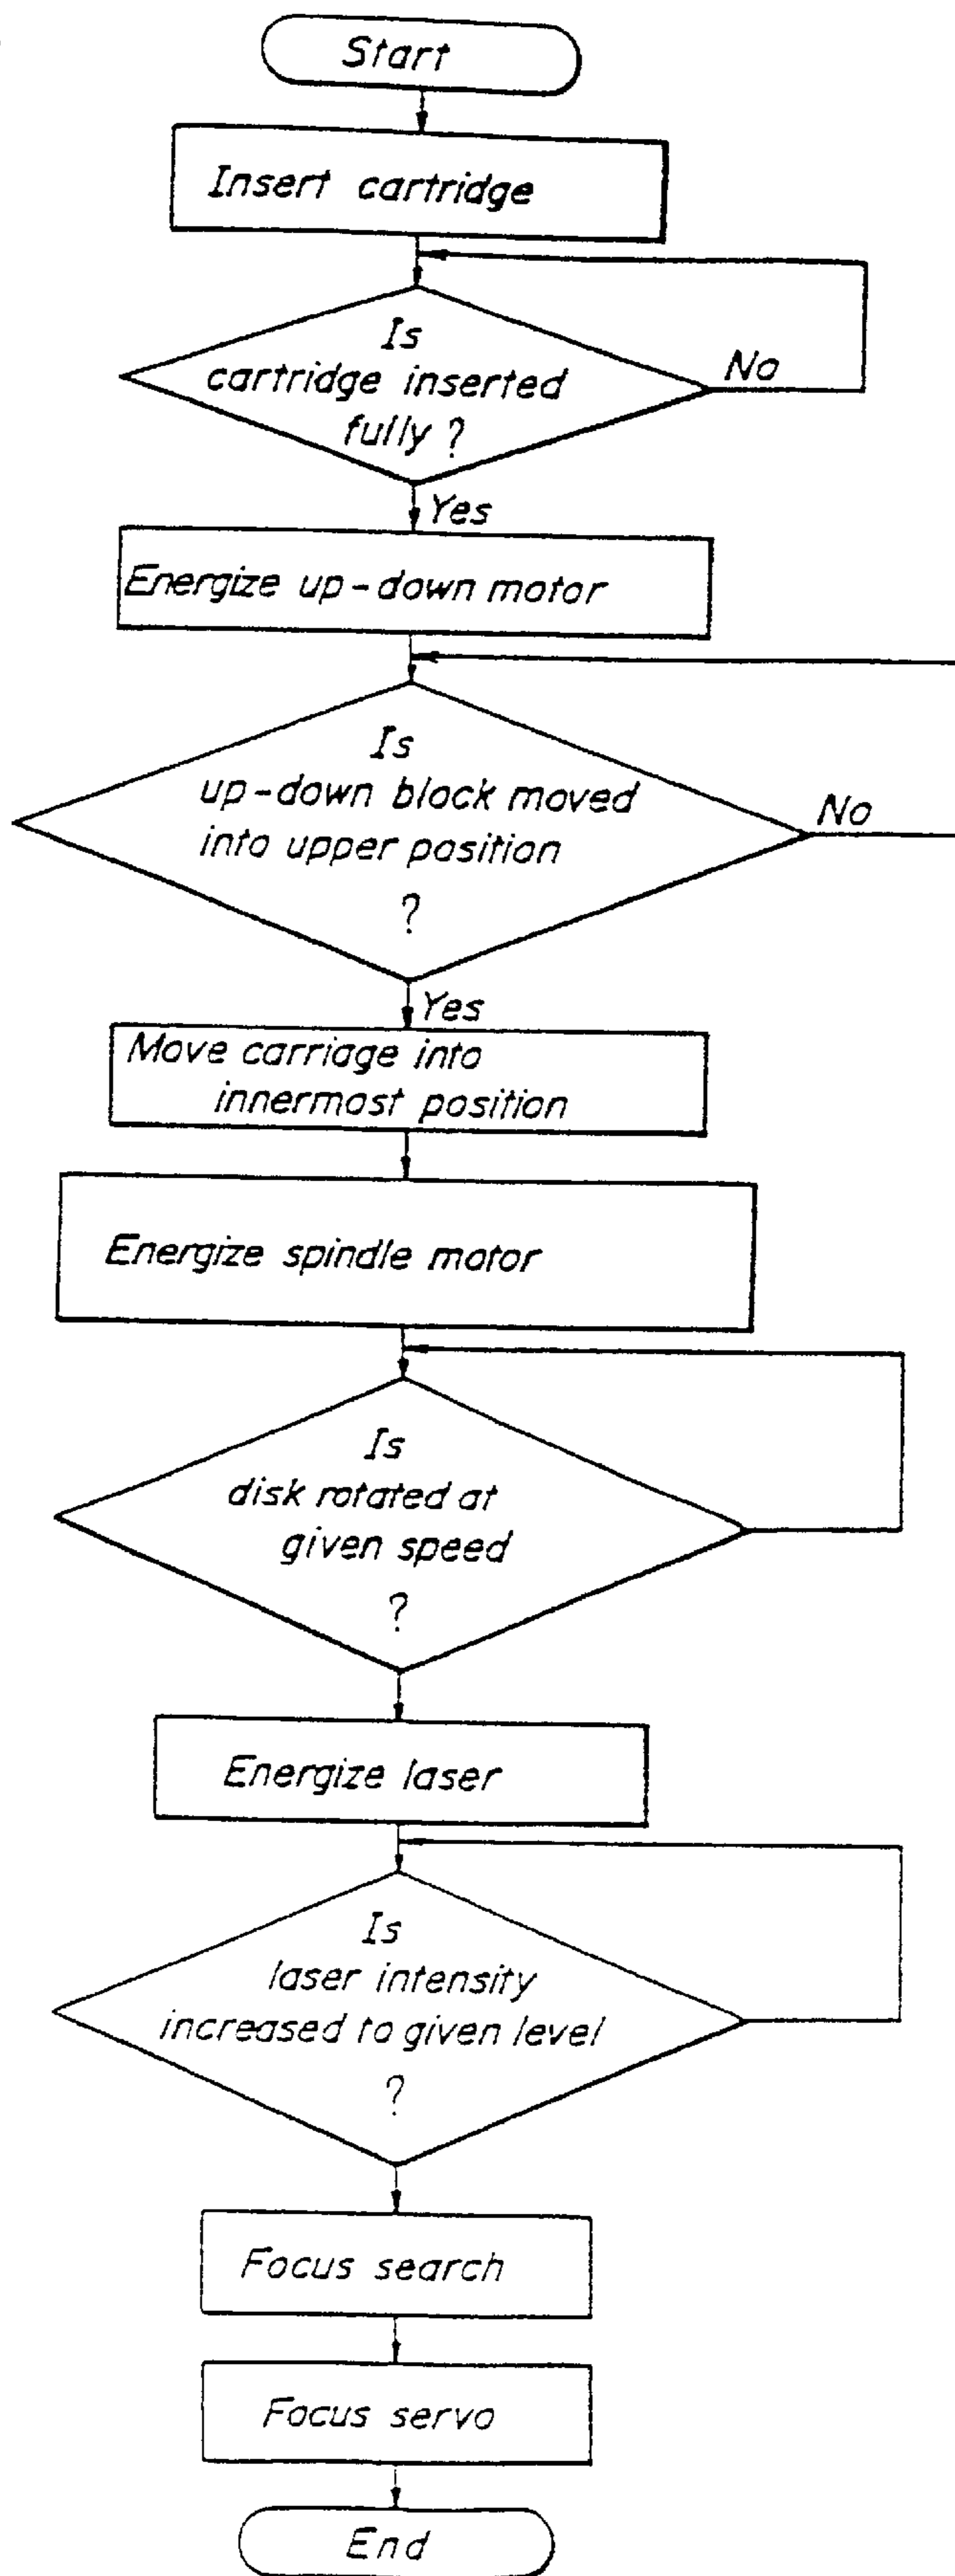 Start
Insert cartridge
Is
cartridge inserted
fully ?
No
Yes
Energize up-down motor
Is
up-down block moved
into upper position
?
No
Yes
Move carriage into
innermost position
Energize spindle motor
Is
disk rotated at
given speed
?
Energize laser
Is
laser intensity
increased to given level
?
Focus search
Focus servo
End